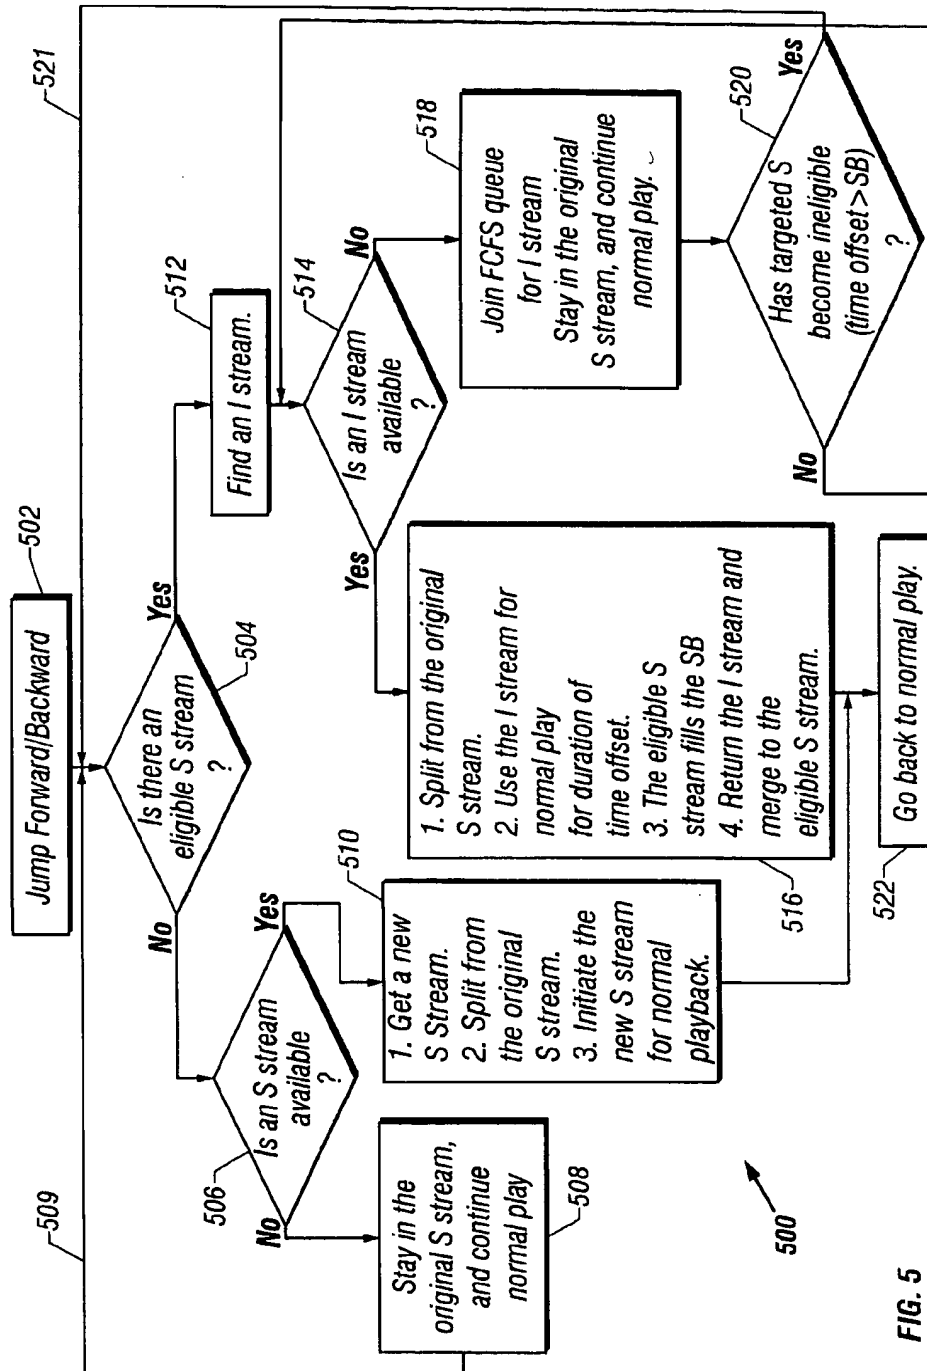 Jump Forward/Backward
502
521
509
Is there an
eligible S stream
?
504
Yes
No
Find an I stream.
512
Is an S stream
available
?
506
Yes
No
Is an I stream
available
?
514
Yes
No
Stay in the
original S stream,
and continue
normal play
508
1. Get a new
S Stream.
2. Split from
the original
S stream.
3. Initiate the
new S stream
for normal
playback.
510
1. Split from the original
S stream.
2. Use the I stream for
normal play
for duration of
time offset.
3. The eligible S
stream fills the SB
4. Return the I stream and
merge to the
eligible S stream.
516
Join FCFS queue
for I stream
Stay in the original
S stream, and continue
normal play.
518
Has targeted S
become ineligible
(time offset>SB)
?
520
Yes
No
Go back to normal play.
522
500
FIG. 5